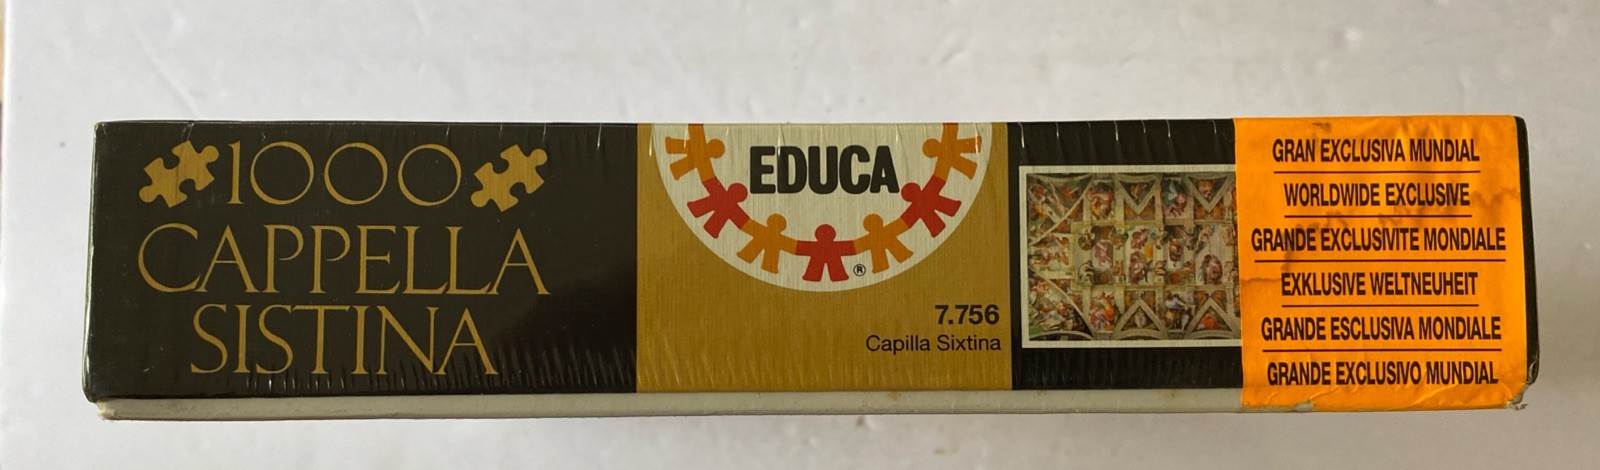 1000
CAPPELLA
SISTINA
EDUCA
®
7.756
Capilla Sixtina
GRAN EXCLUSIVA MUNDIAL
WORLDWIDE EXCLUSIVE
GRANDE EXCLUSIVITE MONDIALE
EXKLUSIVE WELTNEUHEIT
GRANDE ESCLUSIVA MONDIALE
GRANDE EXCLUSIVO MUNDIAL